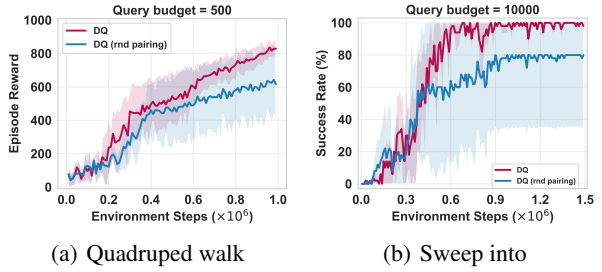 Query budget = 500
DQ
DQ (rnd pairing)
Episode Reward
1000
800
600
400
200
0
0.0 0.2 0.4 0.6 0.8 1.0
Environment Steps (×10⁶)
(a) Quadruped walk
Query budget = 10000
Success Rate (%)
100
80
60
40
20
0
DQ
DQ (rnd pairing)
0.0 0.3 0.6 0.9 1.2 1.5
Environment Steps (×10⁶)
(b) Sweep into